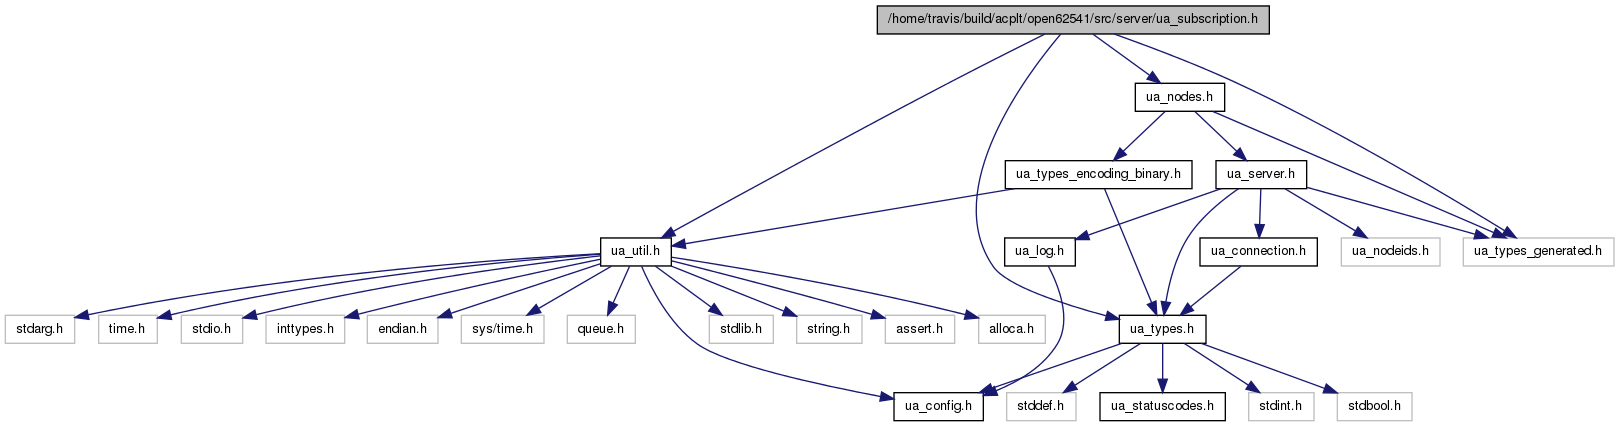 /home/travis/build/acplt/open62541/src/server/ua_subscription.h
ua_nodes.h
ua_types_encoding_binary.h
ua_server.h
ua_util.h
ua_log.h
ua_connection.h
ua_nodeids.h
ua_types_generated.h
stdarg.h
time.h
stdio.h
inttypes.h
endian.h
sys/time.h
queue.h
stdlib.h
string.h
assert.h
alloca.h
ua_types.h
ua_config.h
stddef.h
ua_statuscodes.h
stdint.h
stdbool.h